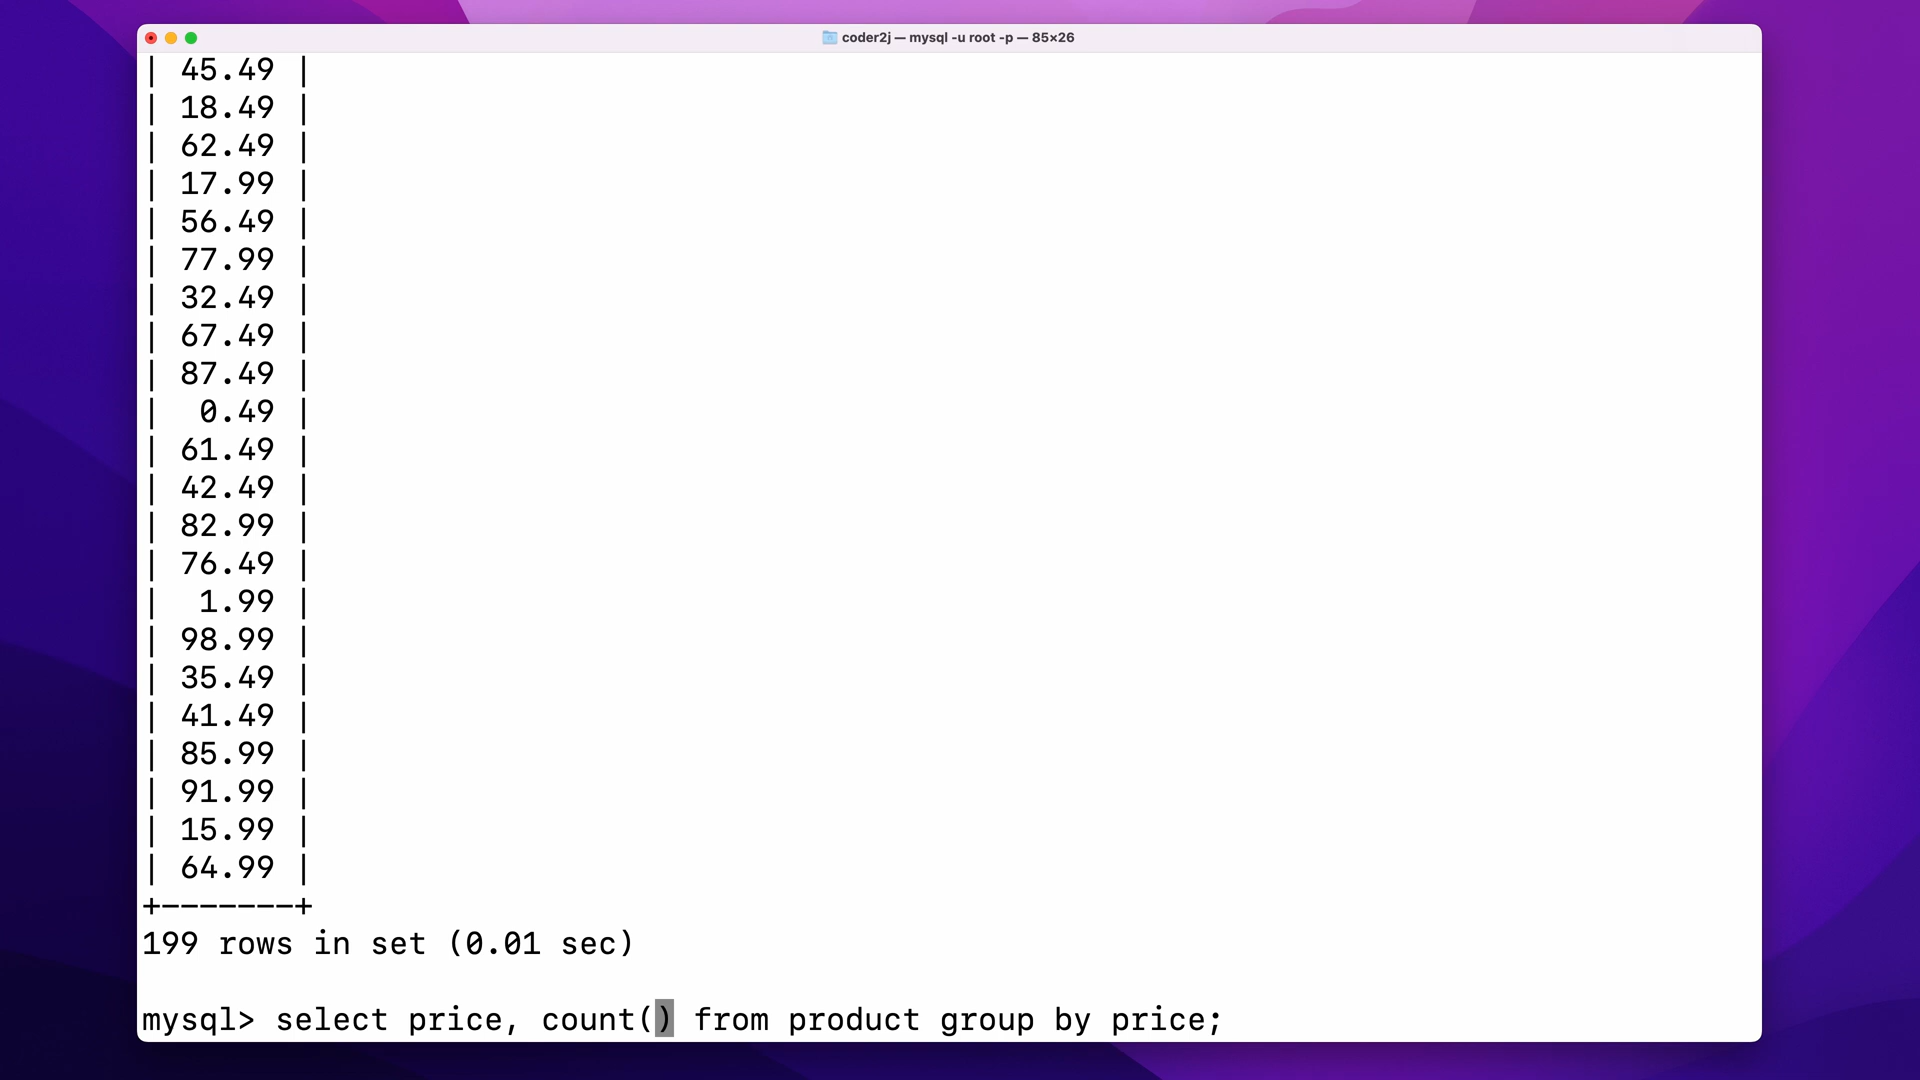 coder2j — mysql -u root -p — 85×26
| 45.49 |
| 18.49 |
| 62.49 |
| 17.99 |
| 56.49 |
| 77.99 |
| 32.49 |
| 67.49 |
| 87.49 |
|  0.49 |
| 61.49 |
| 42.49 |
| 82.99 |
| 76.49 |
|  1.99 |
| 98.99 |
| 35.49 |
| 41.49 |
| 85.99 |
| 91.99 |
| 15.99 |
| 64.99 |
+-------+
199 rows in set (0.01 sec)
mysql> select price, count() from product group by price;